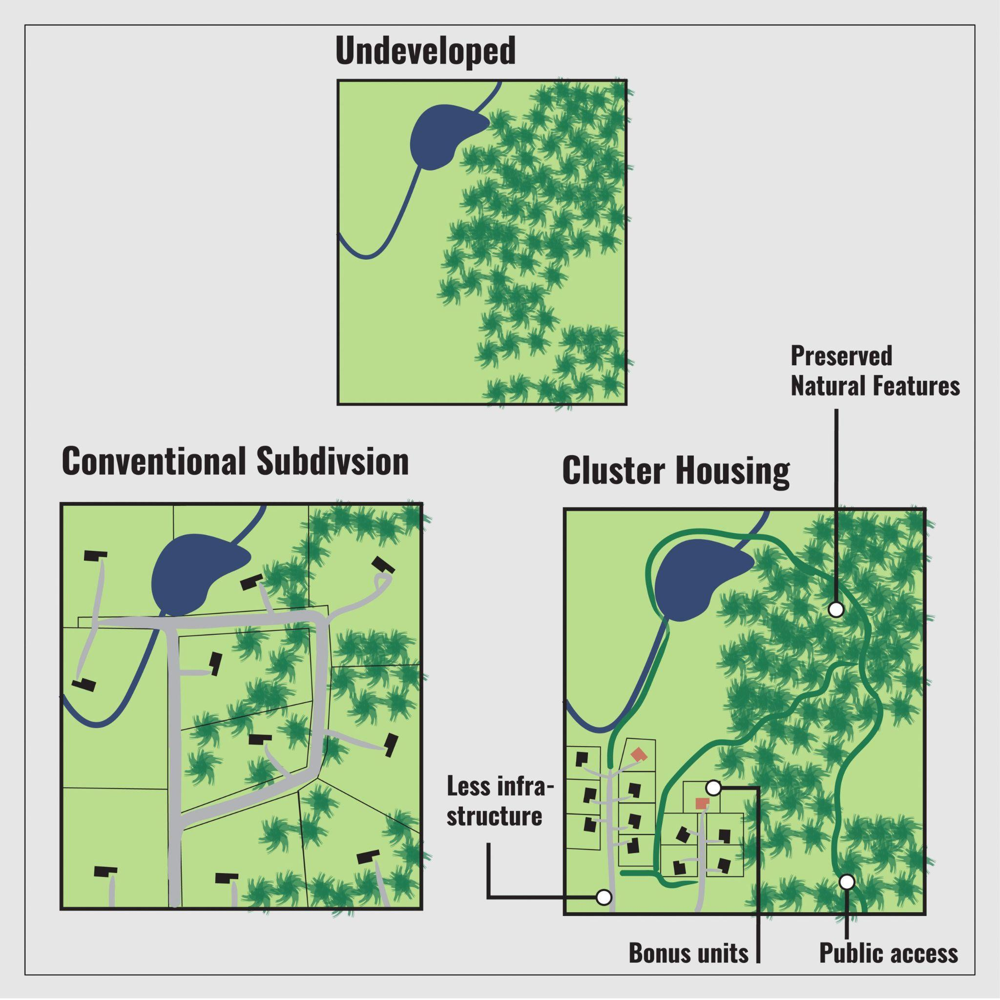 Undeveloped
Preserved
Natural Features
Conventional Subdivsion
Cluster Housing
Less infra-
structure
Bonus units
Public access